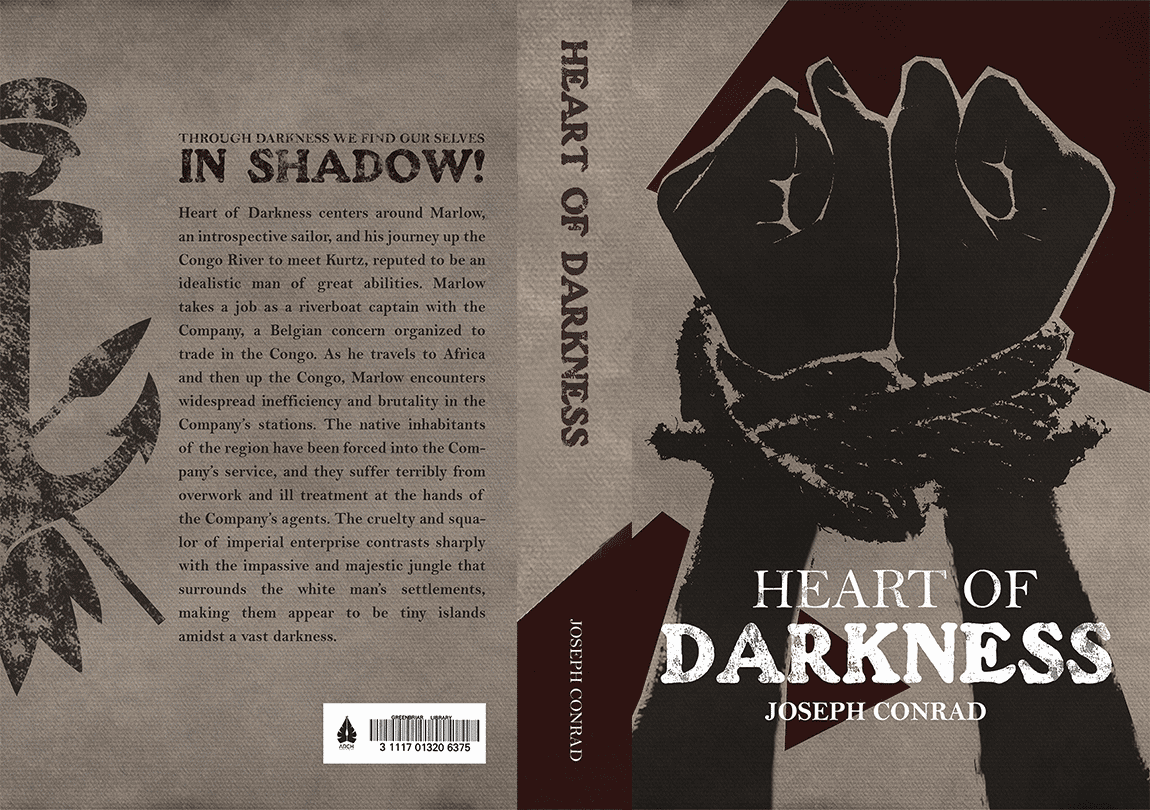 THROUGH DARKNESS WE FIND OUR SELVES
IN SHADOW!
Heart of Darkness centers around Marlow,
an introspective sailor, and his journey up the
Congo River to meet Kurtz, reputed to be an
idealistic man of great abilities. Marlow
takes a job as a riverboat captain with the
Company, a Belgian concern organized to
trade in the Congo. As he travels to Africa
and then up the Congo, Marlow encounters
widespread inefficiency and brutality in the
Company's stations. The native inhabitants
of the region have been forced into the Com-
pany's service, and they suffer terribly from
overwork and ill treatment at the hands of
the Company's agents. The cruelty and squa-
lor of imperial enterprise contrasts sharply
with the impassive and majestic jungle that
surrounds the white man's settlements,
making them appear to be tiny islands
amidst a vast darkness.
ARCH
GREENBRIAR LIBRARY
3 1117 01320 6375
HEART OF DARKNESS
JOSEPH CONRAD
HEART OF
DARKNESS
JOSEPH CONRAD